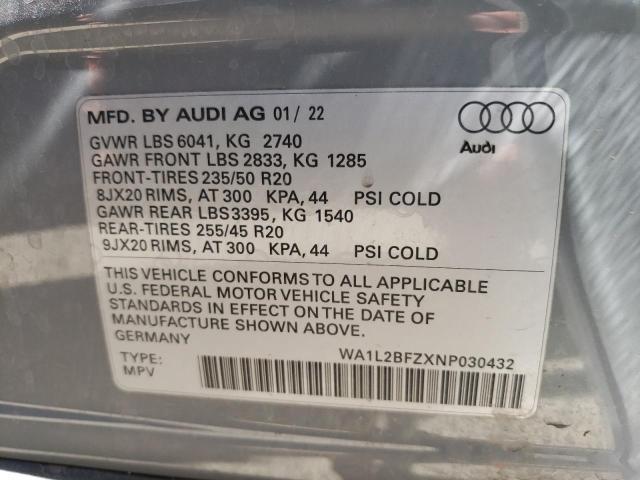 MFD. BY AUDI AG 01/22
GVWR LBS 6041, KG 2740
GAWR FRONT LBS 2833, KG 1285
FRONT-TIRES 235/50 R20
8JX20 RIMS, AT 300 KPA, 44 PSI COLD
GAWR REAR LBS3395, KG 1540
REAR-TIRES 255/45 R20
9JX20 RIMS, AT 300 KPA, 44 PSI COLD
Audi
THIS VEHICLE CONFORMS TO ALL APPLICABLE
U.S. FEDERAL MOTOR VEHICLE SAFETY
STANDARDS IN EFFECT ON THE DATE OF
MANUFACTURE SHOWN ABOVE.
GERMANY
TYPE: WA1L2BFZXNP030432
MPV